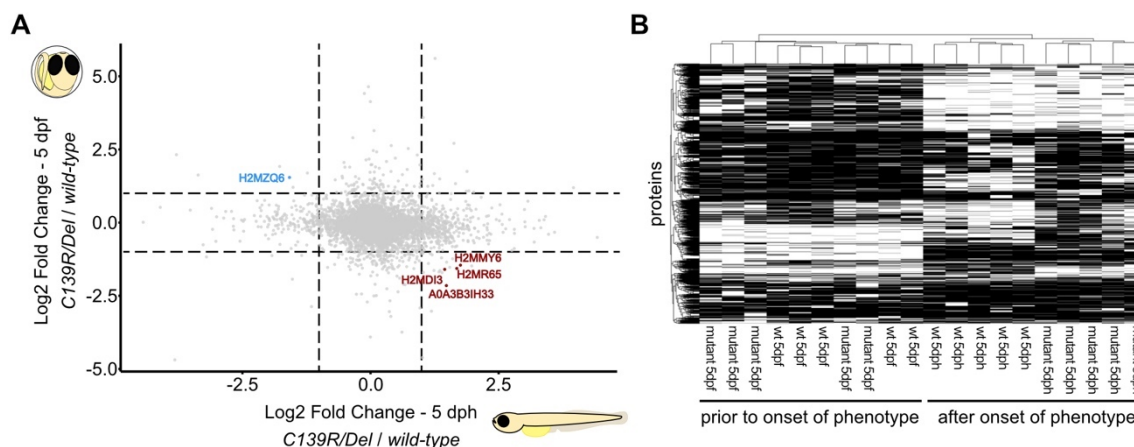 A
Log2 Fold Change - 5 dpf
C139R/Del / wild-type
5.0
2.5
0.0
-2.5
-5.0
H2MZQ6
H2MMY6
H2MR65
H2MDI3
A0A3B3IH33
-2.5
0.0
2.5
Log2 Fold Change - 5 dph
C139R/Del / wild-type
B
proteins
mutant 5dpf
mutant 5dpf
mutant 5dpf
wt 5dpf
wt 5dpf
wt 5dpf
mutant 5dpf
mutant 5dpf
wt 5dpf
wt 5dpf
wt 5dph
wt 5dph
wt 5dph
wt 5dph
wt 5dph
mutant 5dph
mutant 5dph
mutant 5dph
mutant 5dph
prior to onset of phenotype
after onset of phenotype